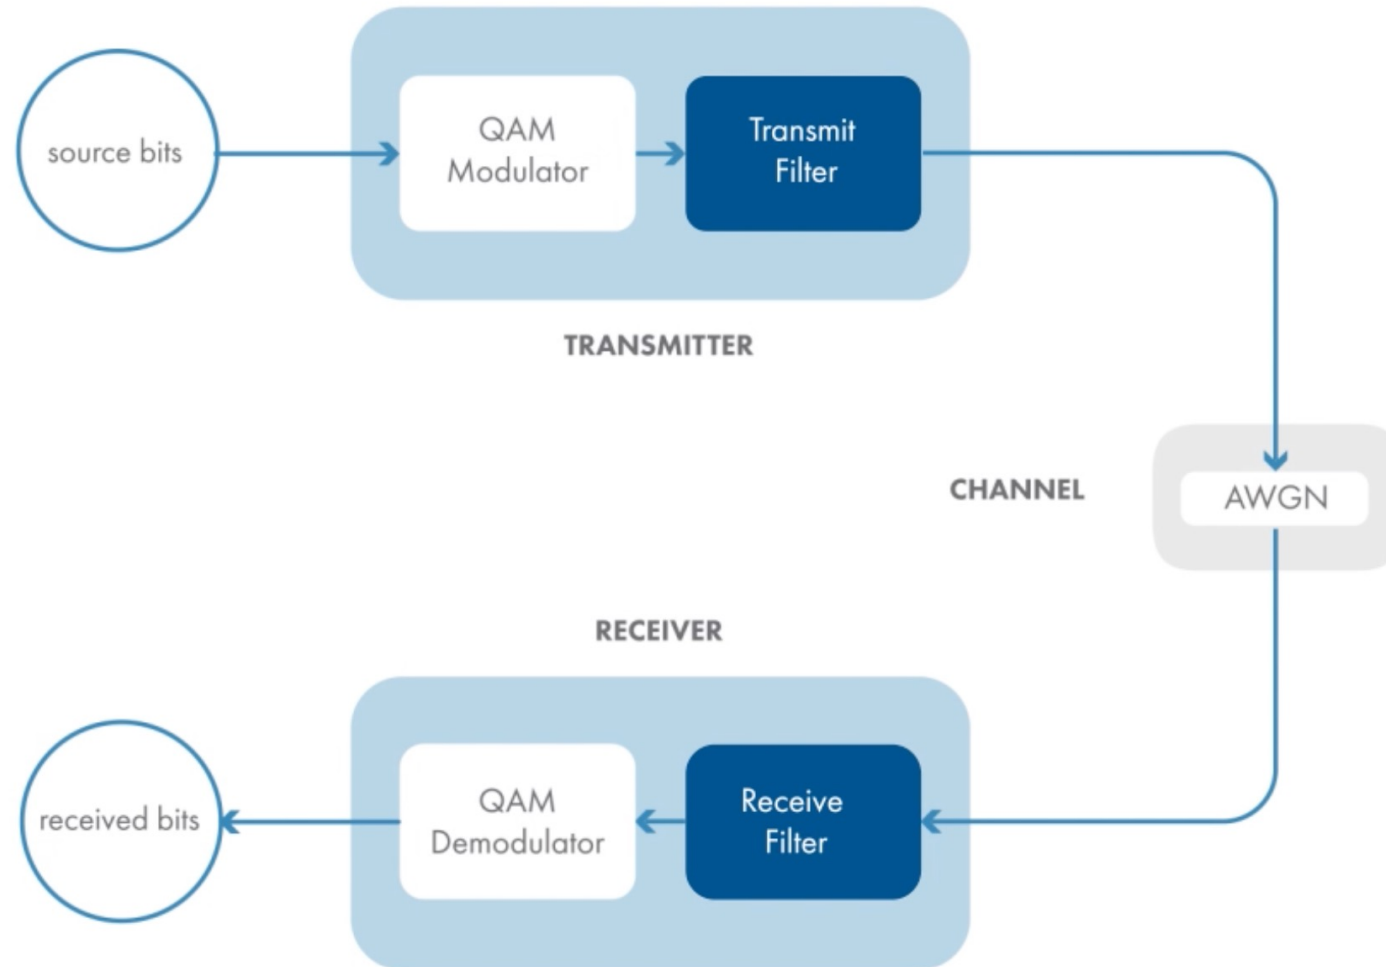 source bits
QAM
Modulator
Transmit
Filter
TRANSMITTER
CHANNEL
AWGN
RECEIVER
Receive
Filter
QAM
Demodulator
received bits